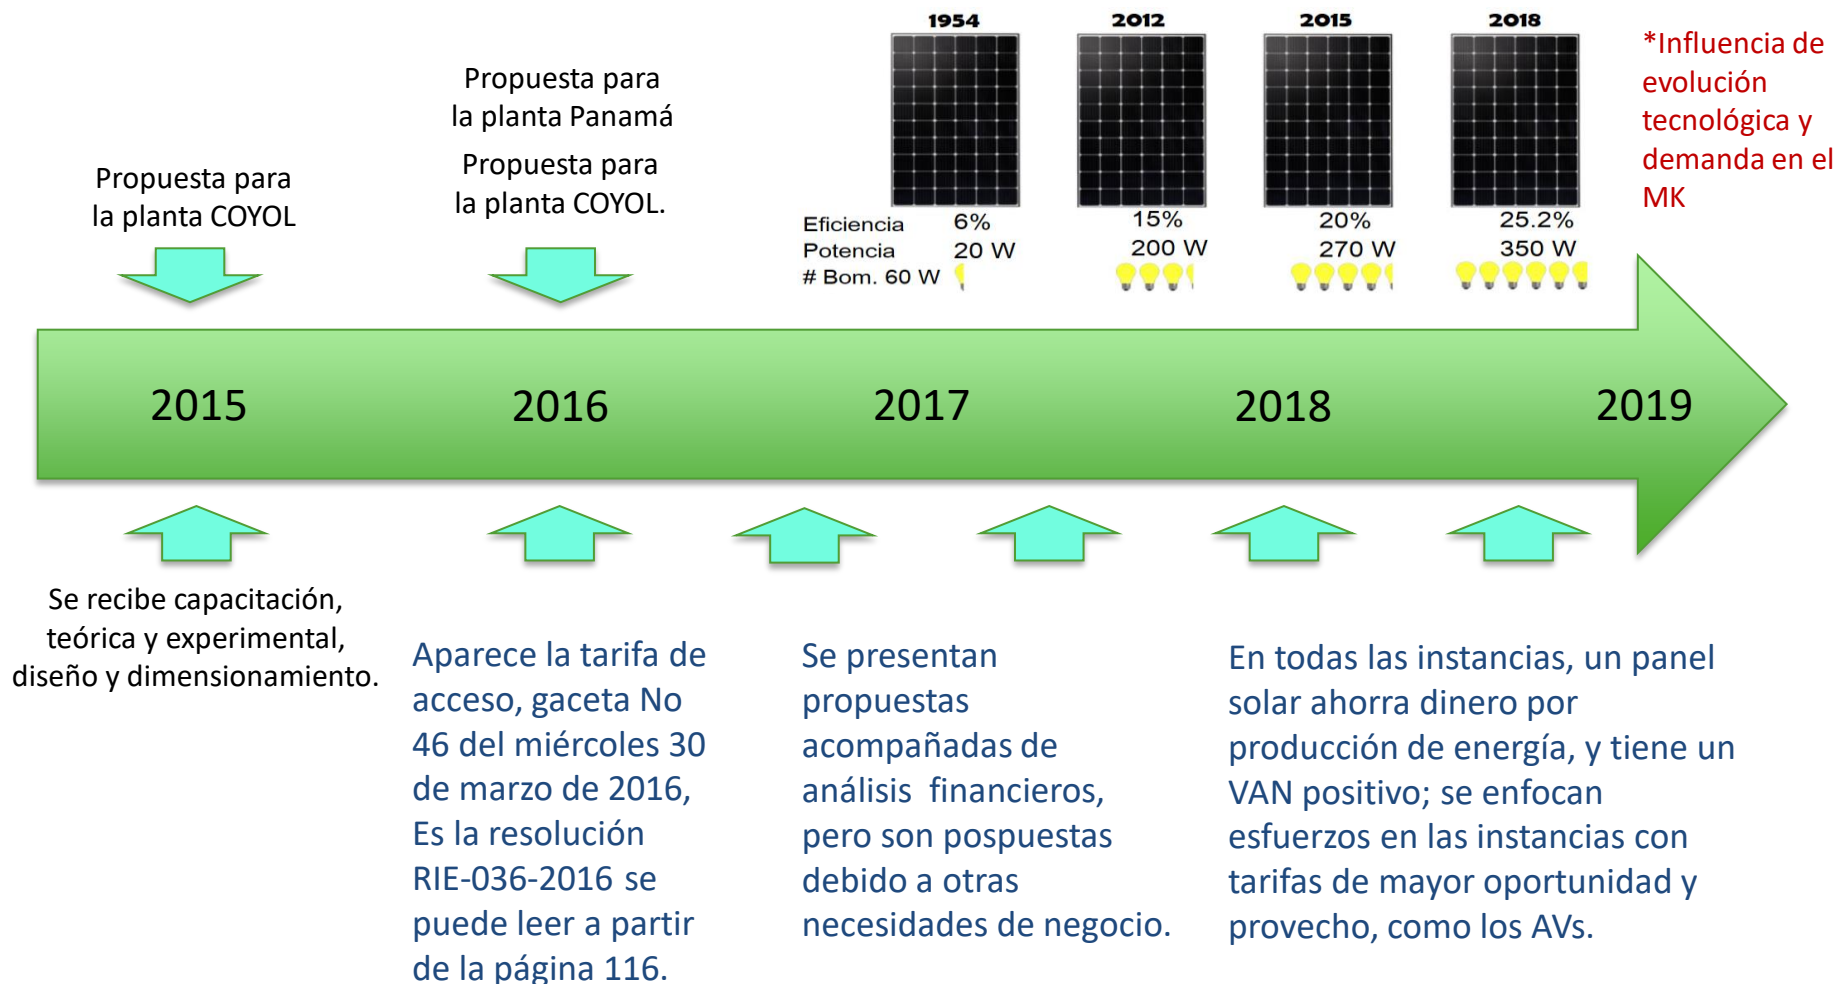 1954 2012 2015 2018
*Influencia de
evolución
tecnológica y
demanda en el
MK
Propuesta para
la planta Panamá
Propuesta para
la planta COYOL.
Propuesta para
la planta COYOL
Eficiencia 6% 15% 20% 25.2%
Potencia 20 W 200 W 270 W 350 W
# Bom. 60 W
2015 2016 2017 2018 2019
Se recibe capacitación,
teórica y experimental,
diseño y dimensionamiento.
Aparece la tarifa de
acceso, gaceta No
46 del miércoles 30
de marzo de 2016,
Es la resolución
RIE-036-2016 se
puede leer a partir
de la página 116.
Se presentan
propuestas
acompañadas de
análisis financieros,
pero son pospuestas
debido a otras
necesidades de negocio.
En todas las instancias, un panel
solar ahorra dinero por
producción de energía, y tiene un
VAN positivo; se enfocan
esfuerzos en las instancias con
tarifas de mayor oportunidad y
provecho, como los AVs.